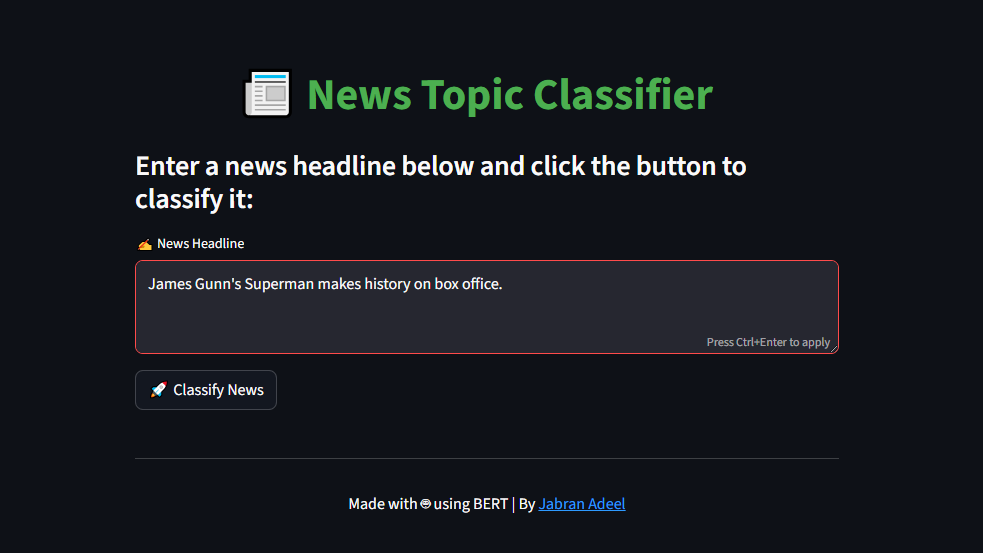 📰 News Topic Classifier
Enter a news headline below and click the button to
classify it:
✍️ News Headline
James Gunn's Superman makes history on box office.
Press Ctrl+Enter to apply
🚀 Classify News
Made with 🤓 using BERT | By Jabran Adeel